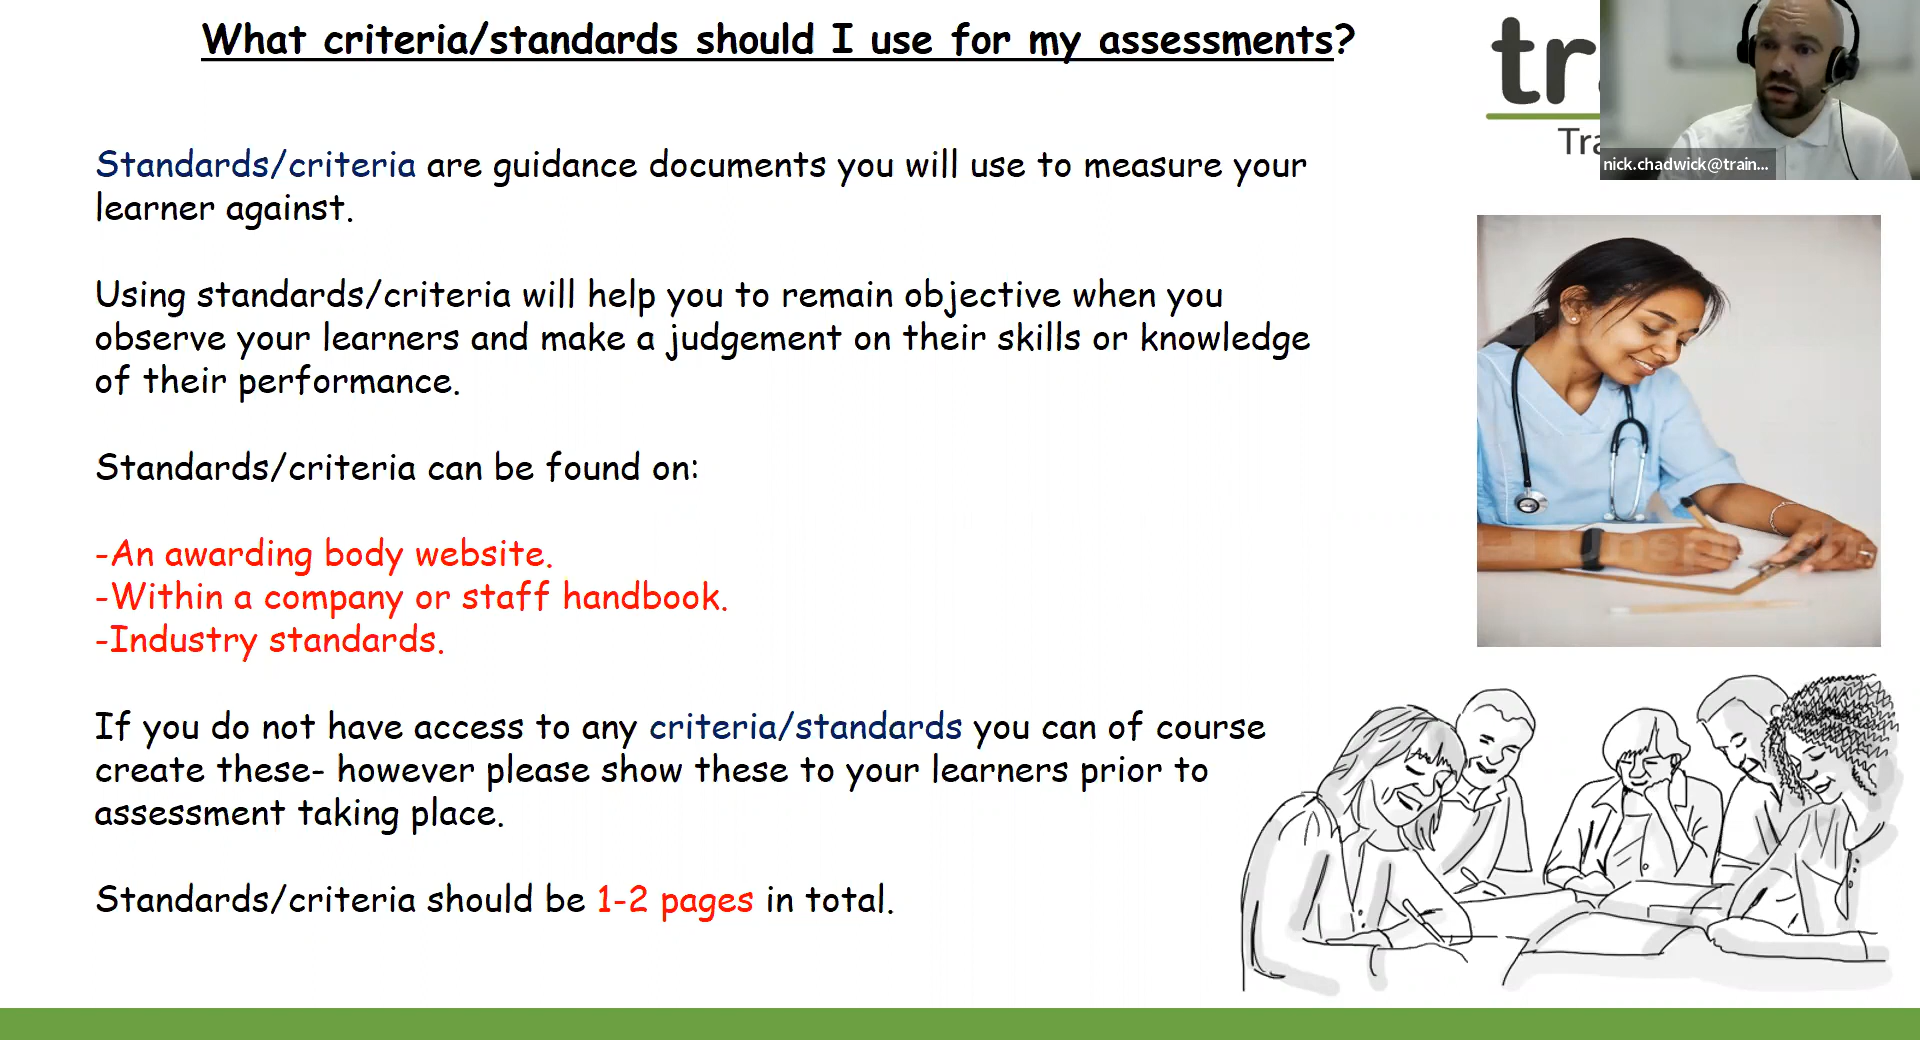 What criteria/standards should I use for my assessments?
Standards/criteria are guidance documents you will use to measure your
learner against.
Using standards/criteria will help you to remain objective when you
observe your learners and make a judgement on their skills or knowledge
of their performance.
Standards/criteria can be found on:
-An awarding body website.
-Within a company or staff handbook.
-Industry standards.
If you do not have access to any criteria/standards you can of course
create these- however please show these to your learners prior to
assessment taking place.
Standards/criteria should be 1-2 pages in total.
nick.chadwick@train...